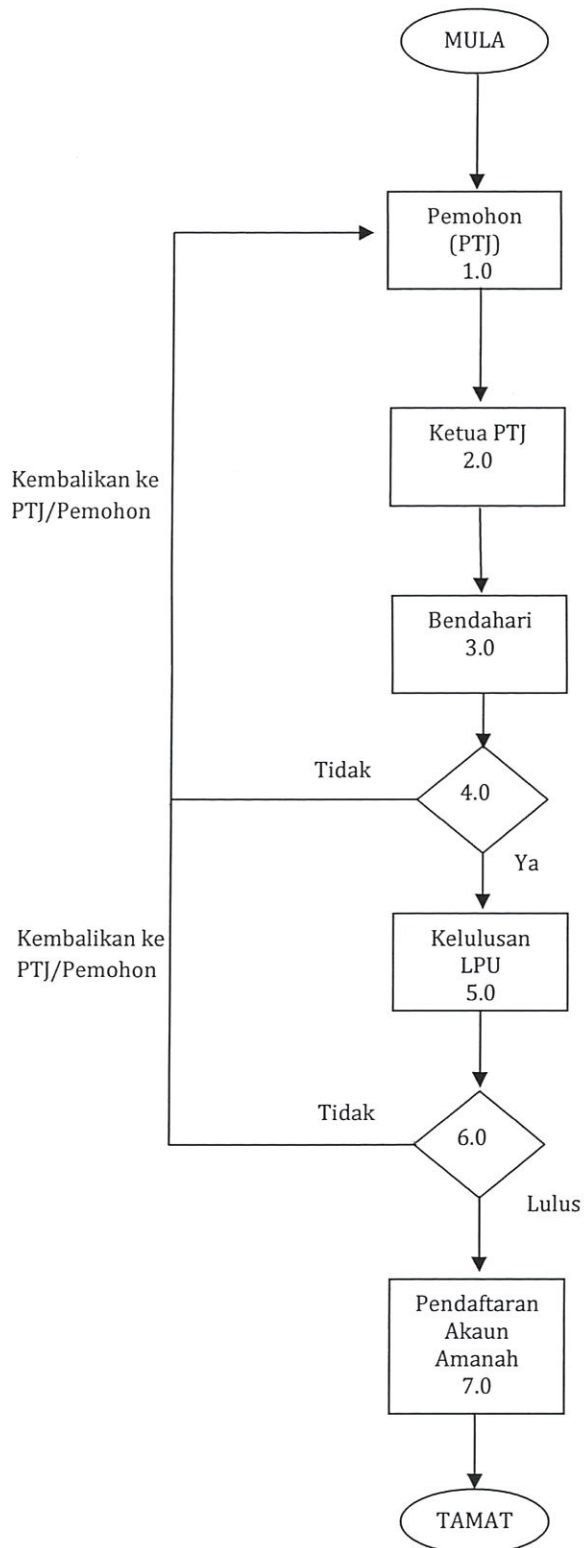 MULA
Pemohon
(PTJ)
1.0
Ketua PTJ
2.0
Kembalikan ke
PTJ/Pemohon
Bendahari
3.0
Tidak
4.0
Ya
Kembalikan ke
PTJ/Pemohon
Kelulusan
LPU
5.0
Tidak
6.0
Lulus
Pendaftaran
Akaun
Amanah
7.0
TAMAT